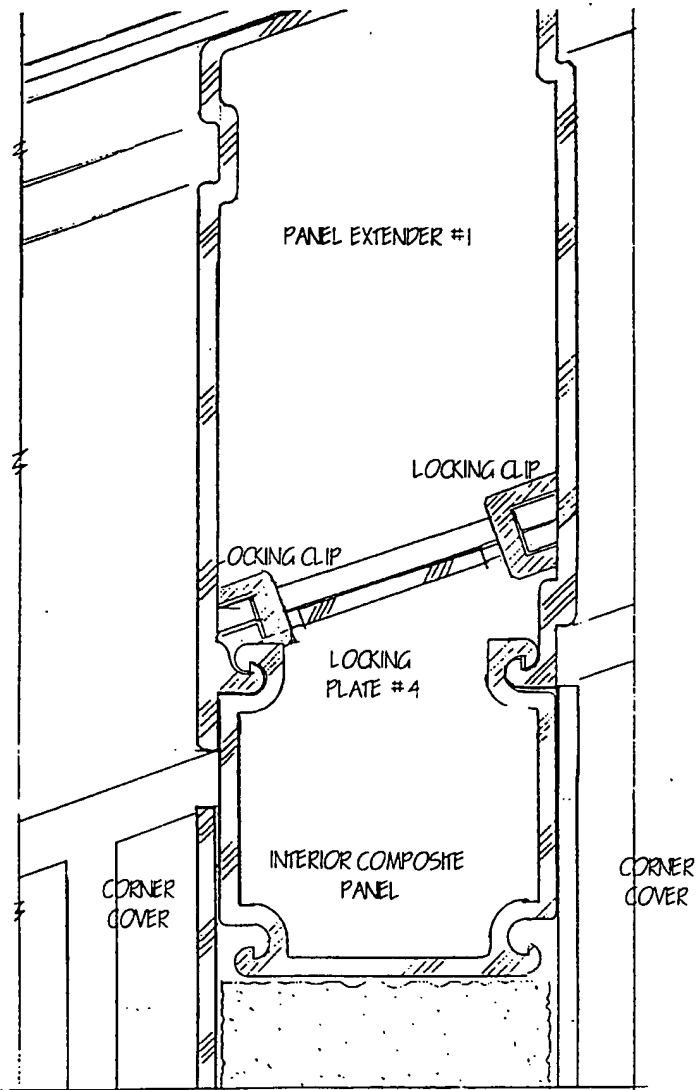 PANEL EXTENDER #1
LOCKING CLIP
OCKING CLIP
LOCKING
PLATE #4
INTERIOR COMPOSITE
PANEL
CORNER
COVER
CORNER
COVER